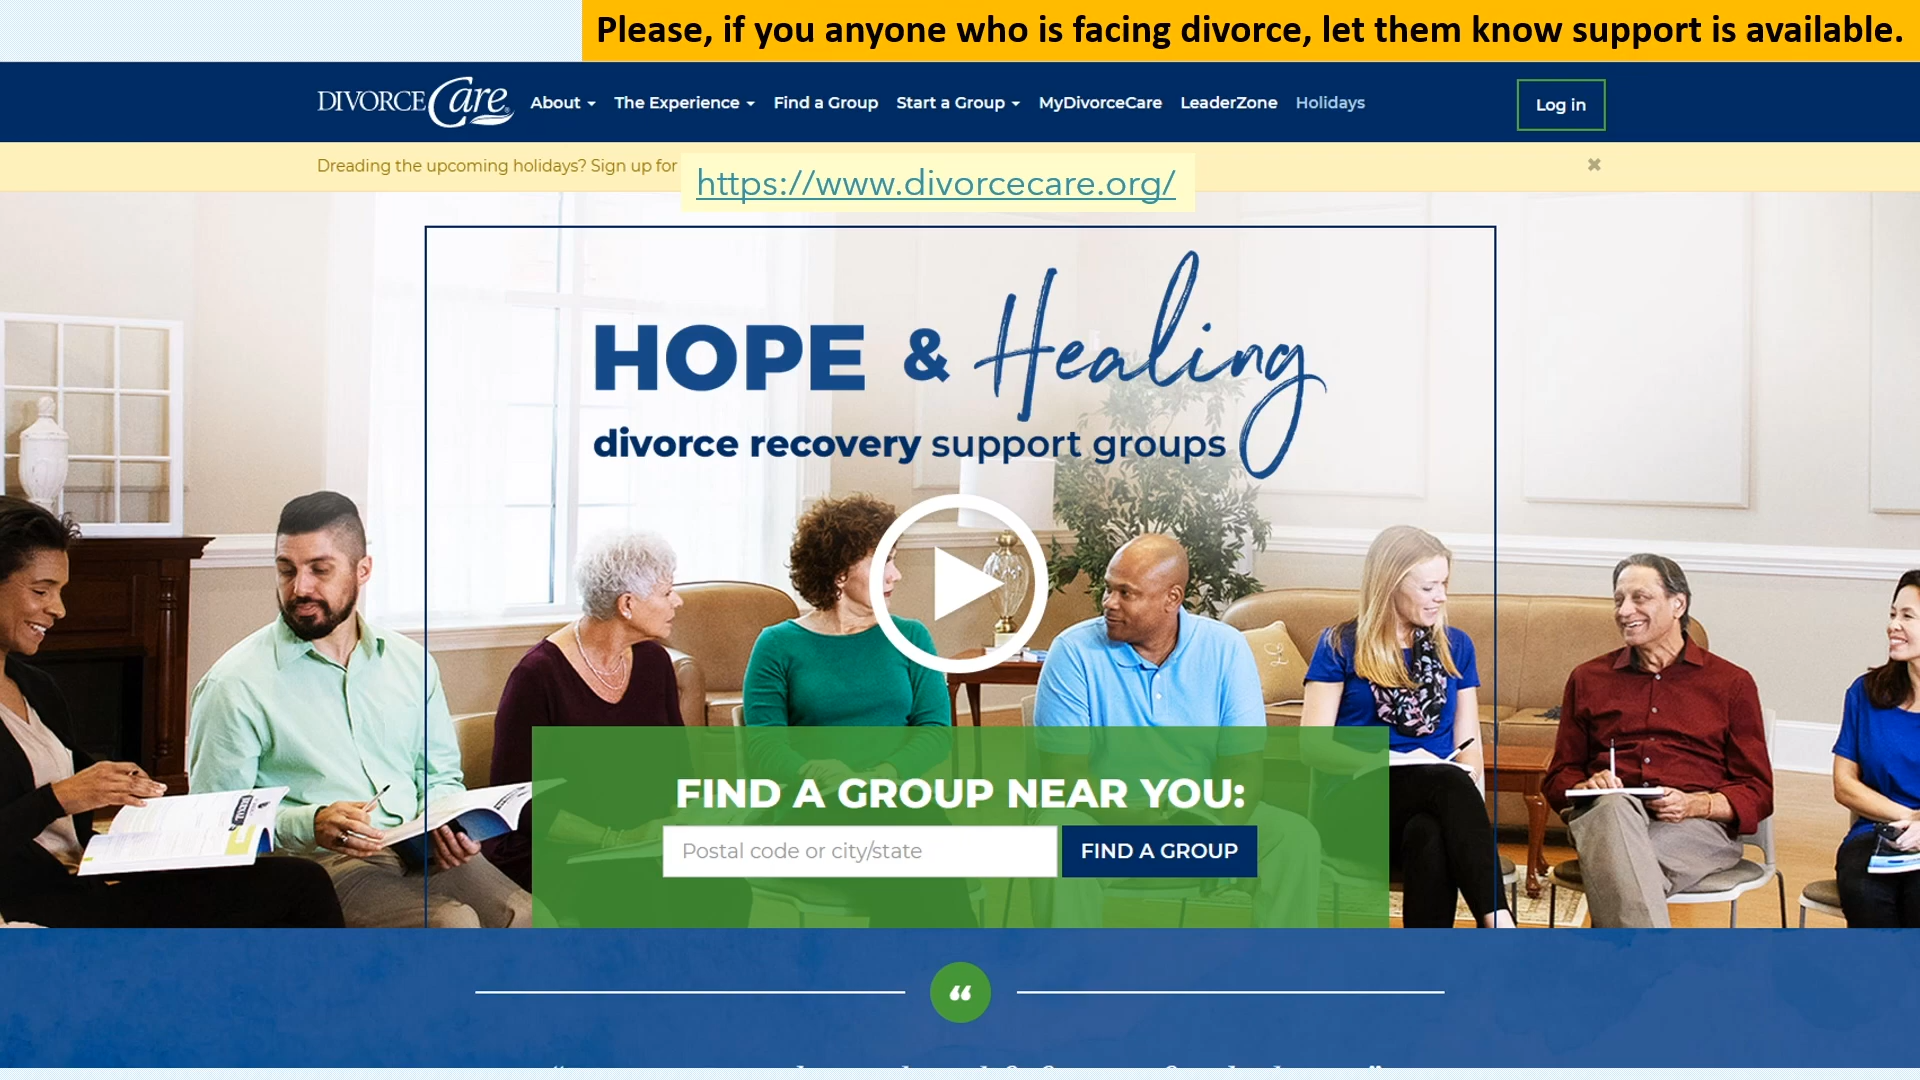 Please, if you anyone who is facing divorce, let them know support is available.
DIVORCE Care About The Experience Find a Group Start a Group MyDivorceCare LeaderZone Holidays Log in
Dreading the upcoming holidays? Sign up for
https://www.divorcecare.org/
HOPE & Healing
divorce recovery support groups
FIND A GROUP NEAR YOU:
Postal code or city/state FIND A GROUP
“